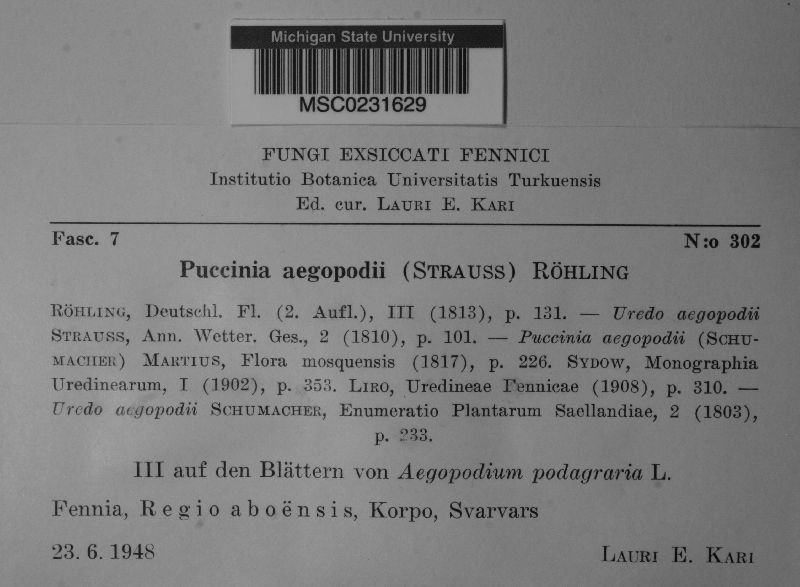 Michigan State University
MSC0231629
FUNGI EXSICCATI FENNICI
Institutio Botanica Universitatis Turkuensis
Ed. cur. LAURI E. KARI
Fasc. 7 N:o 302
Puccinia aegopodii (STRAUSS) RÖHLING
RÖHLING, Deutschl. Fl. (2. Aufl.), III (1813), p. 131. — Uredo aegopodii
STRAUSS, Ann. Wetter. Ges., 2 (1810), p. 101. — Puccinia aegopodii (SCHU-
MACHER) MARTIUS, Flora mosquensis (1817), p. 226. SYDOW, Monographia
Uredinearum, I (1902), p. 353. LIRO, Uredineae Fennicae (1908), p. 310. —
Uredo aegopodii SCHUMACHER, Enumeratio Plantarum Saellandiae, 2 (1803),
p. 233.
III auf den Blättern von Aegopodium podagraria L.
Fennia, Regio aboënsis, Korpo, Svarvars
23. 6. 1948 LAURI E. KARI